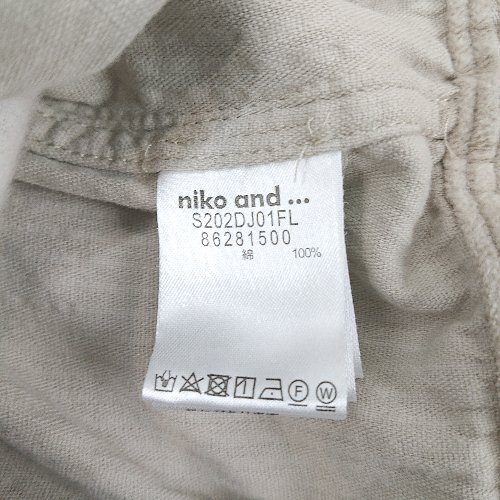 niko and ...
S202DJ01FL
86281500
綿 100%
F W